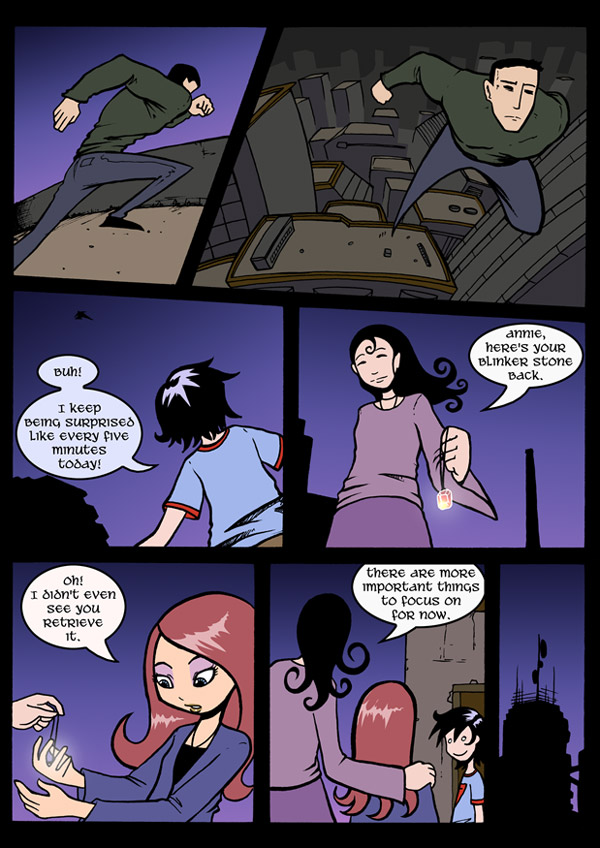 Buh!
I keep
being surprised
like every five
minutes
today!
Annie,
here's your
blinker stone
back.
Oh!
I didn't even
see you
retrieve
it.
There are more
important things
to focus on
for now.